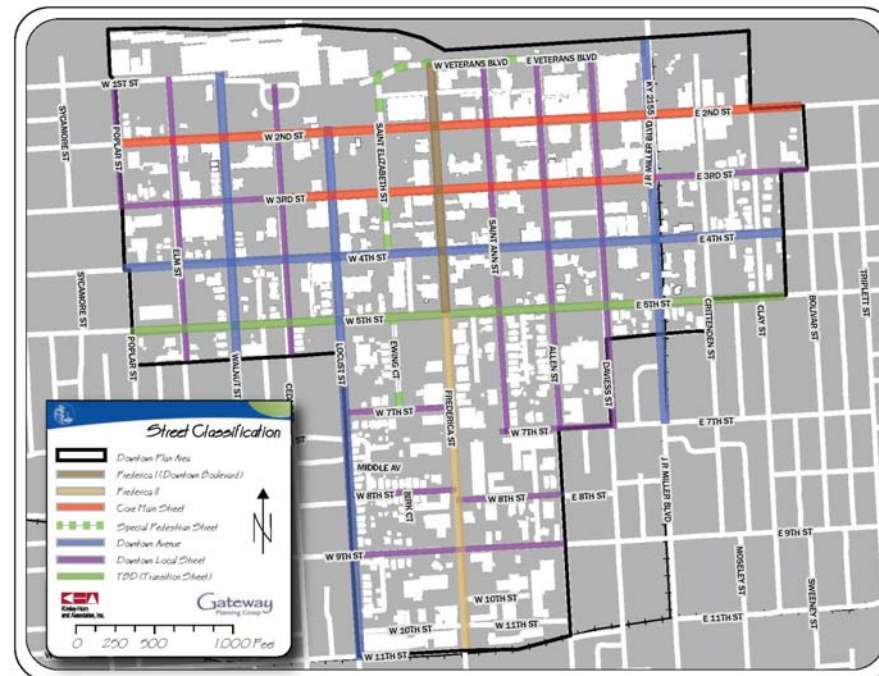 W VETERANS BLVD
E VETERANS BLVD
W 1ST ST
SYCAMORE ST
POPLAR ST
KY 2155
J R MILLER BLVD
SAINT ELIZABETH ST
W 2ND ST
E 2ND ST
W 3RD ST
E 3RD ST
ELM ST
SAINT ANN ST
W 4TH ST
E 4TH ST
SYCAMORE ST
W 5TH ST
E 5TH ST
POPLAR ST
WALNUT ST
LOCUST ST
EWING CT
FREDERICA ST
ALLEN ST
DAVIESS ST
CRITTENDEN ST
CLAY ST
BOLIVAR ST
TRIPLETT ST
W 7TH ST
W 7TH ST
E 7TH ST
MIDDLE AV
W 8TH ST
BIRK CT
W 8TH ST
E 8TH ST
J R MILLER BLVD
W 9TH ST
E 9TH ST
MOSELEY ST
SWEENEY ST
W 10TH ST
W 10TH ST
W 11TH ST
W 11TH ST
E 11TH ST
Street Classification
Downtown Plan Area
Frederica I (Downtown Boulevard)
Frederica II
Core Main Street
Special Pedestrian Street
Downtown Avenue
Downtown Local Street
TBD (Transition Street)
N
Kimley-Horn
and Associates, Inc.
Gateway
Planning Group
0 250 500 1,000 Feet